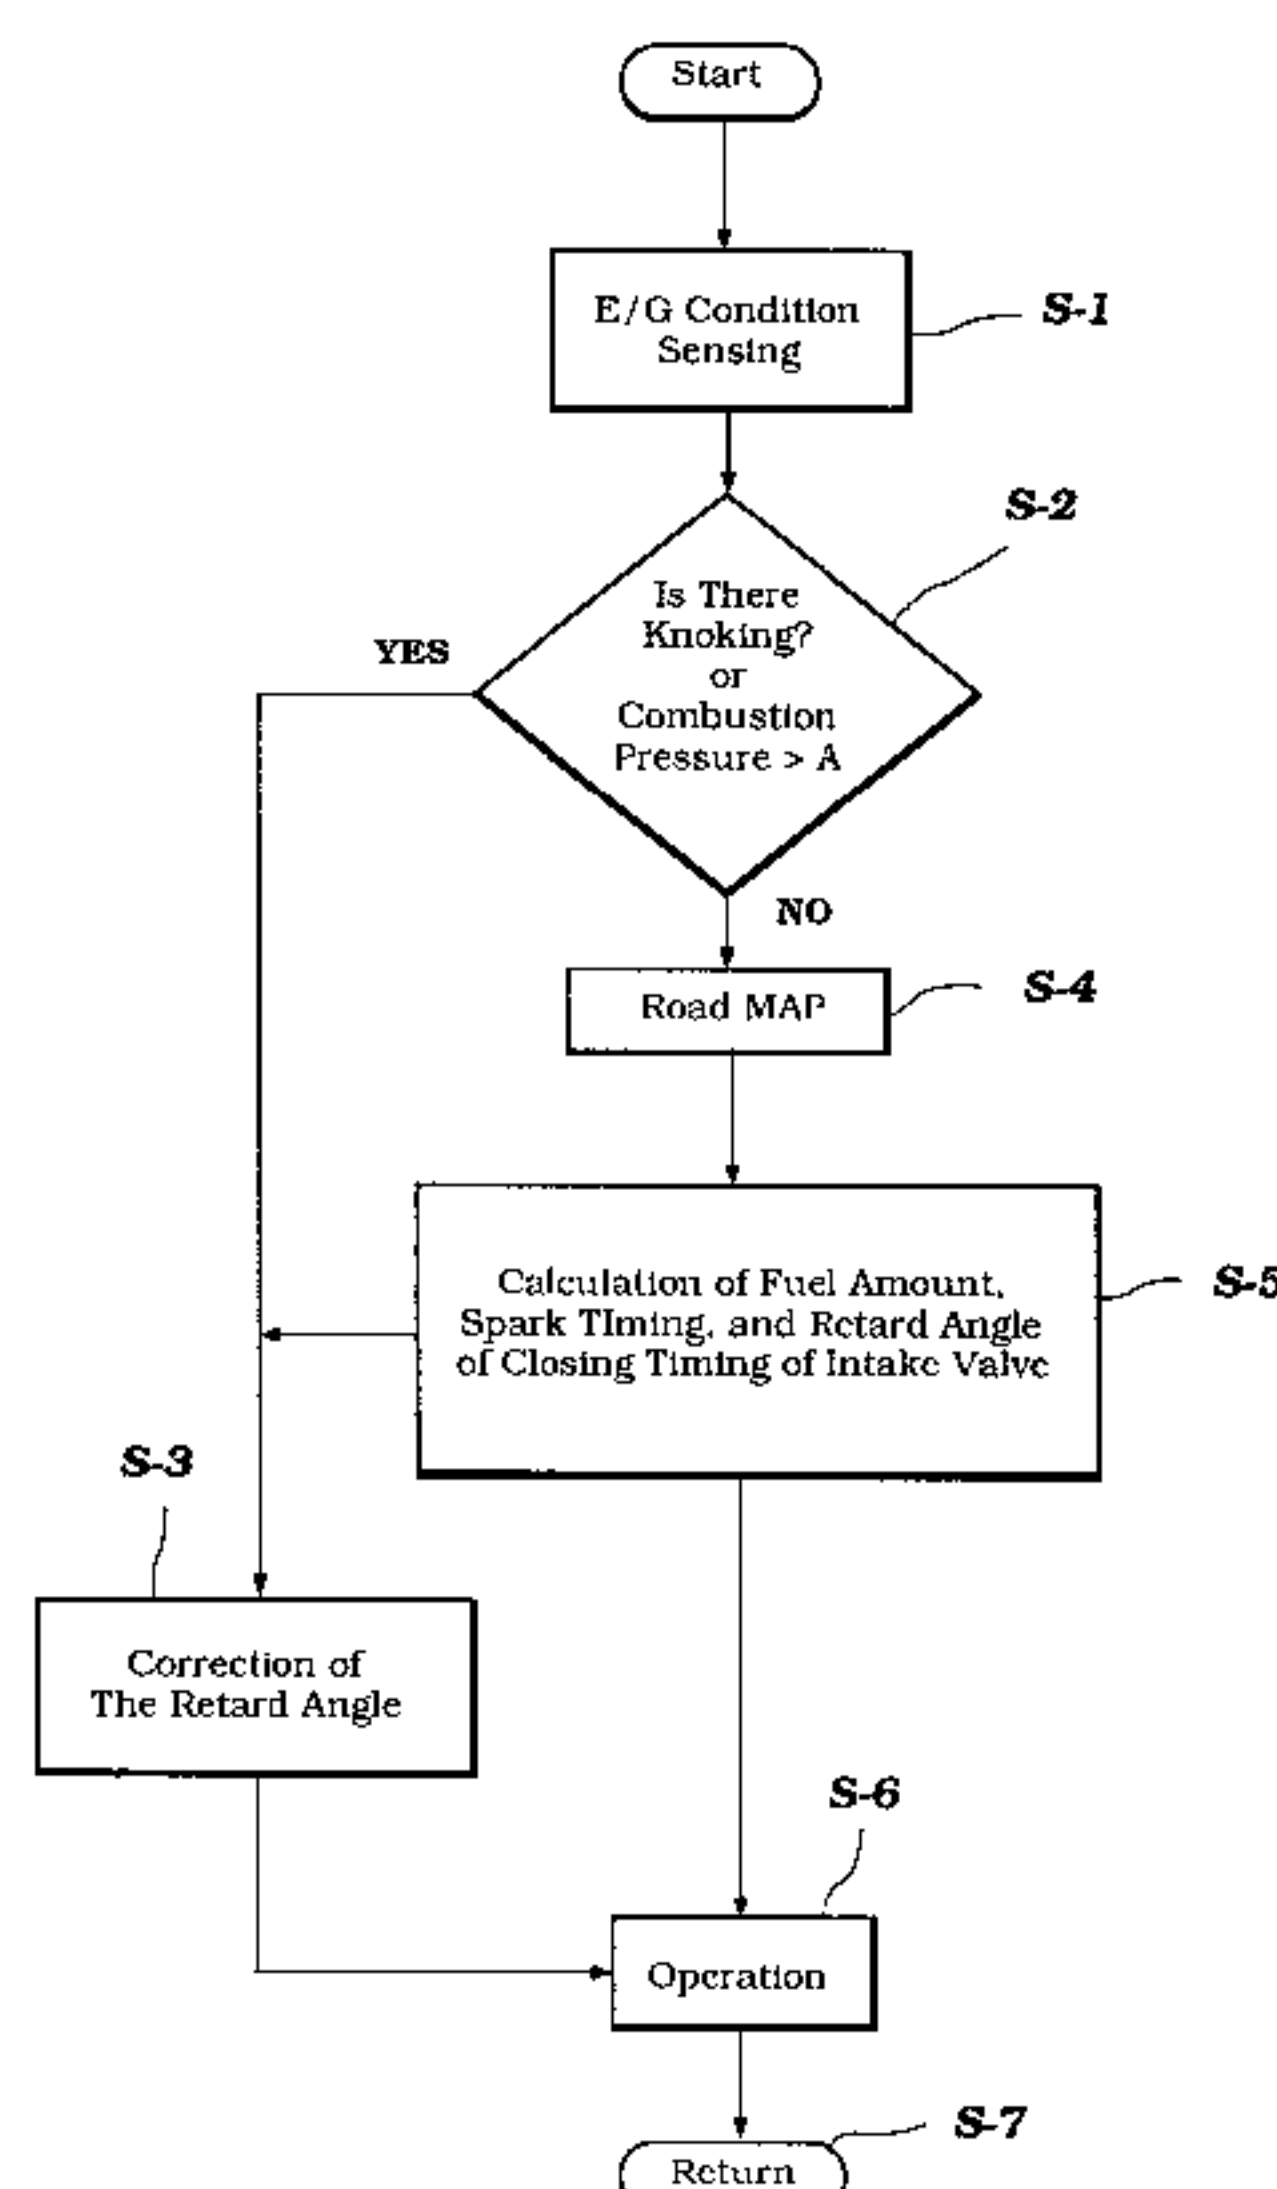 Start
E/G Condition
Sensing
S-1
S-2
Is There
Knoking?
or
Combustion
Pressure > A
YES
NO
Road MAP
S-4
Calculation of Fuel Amount,
Spark TIming, and Retard Angle
of Closing Timing of Intake Valve
S-5
S-3
Correction of
The Retard Angle
S-6
Operation
S-7
Return